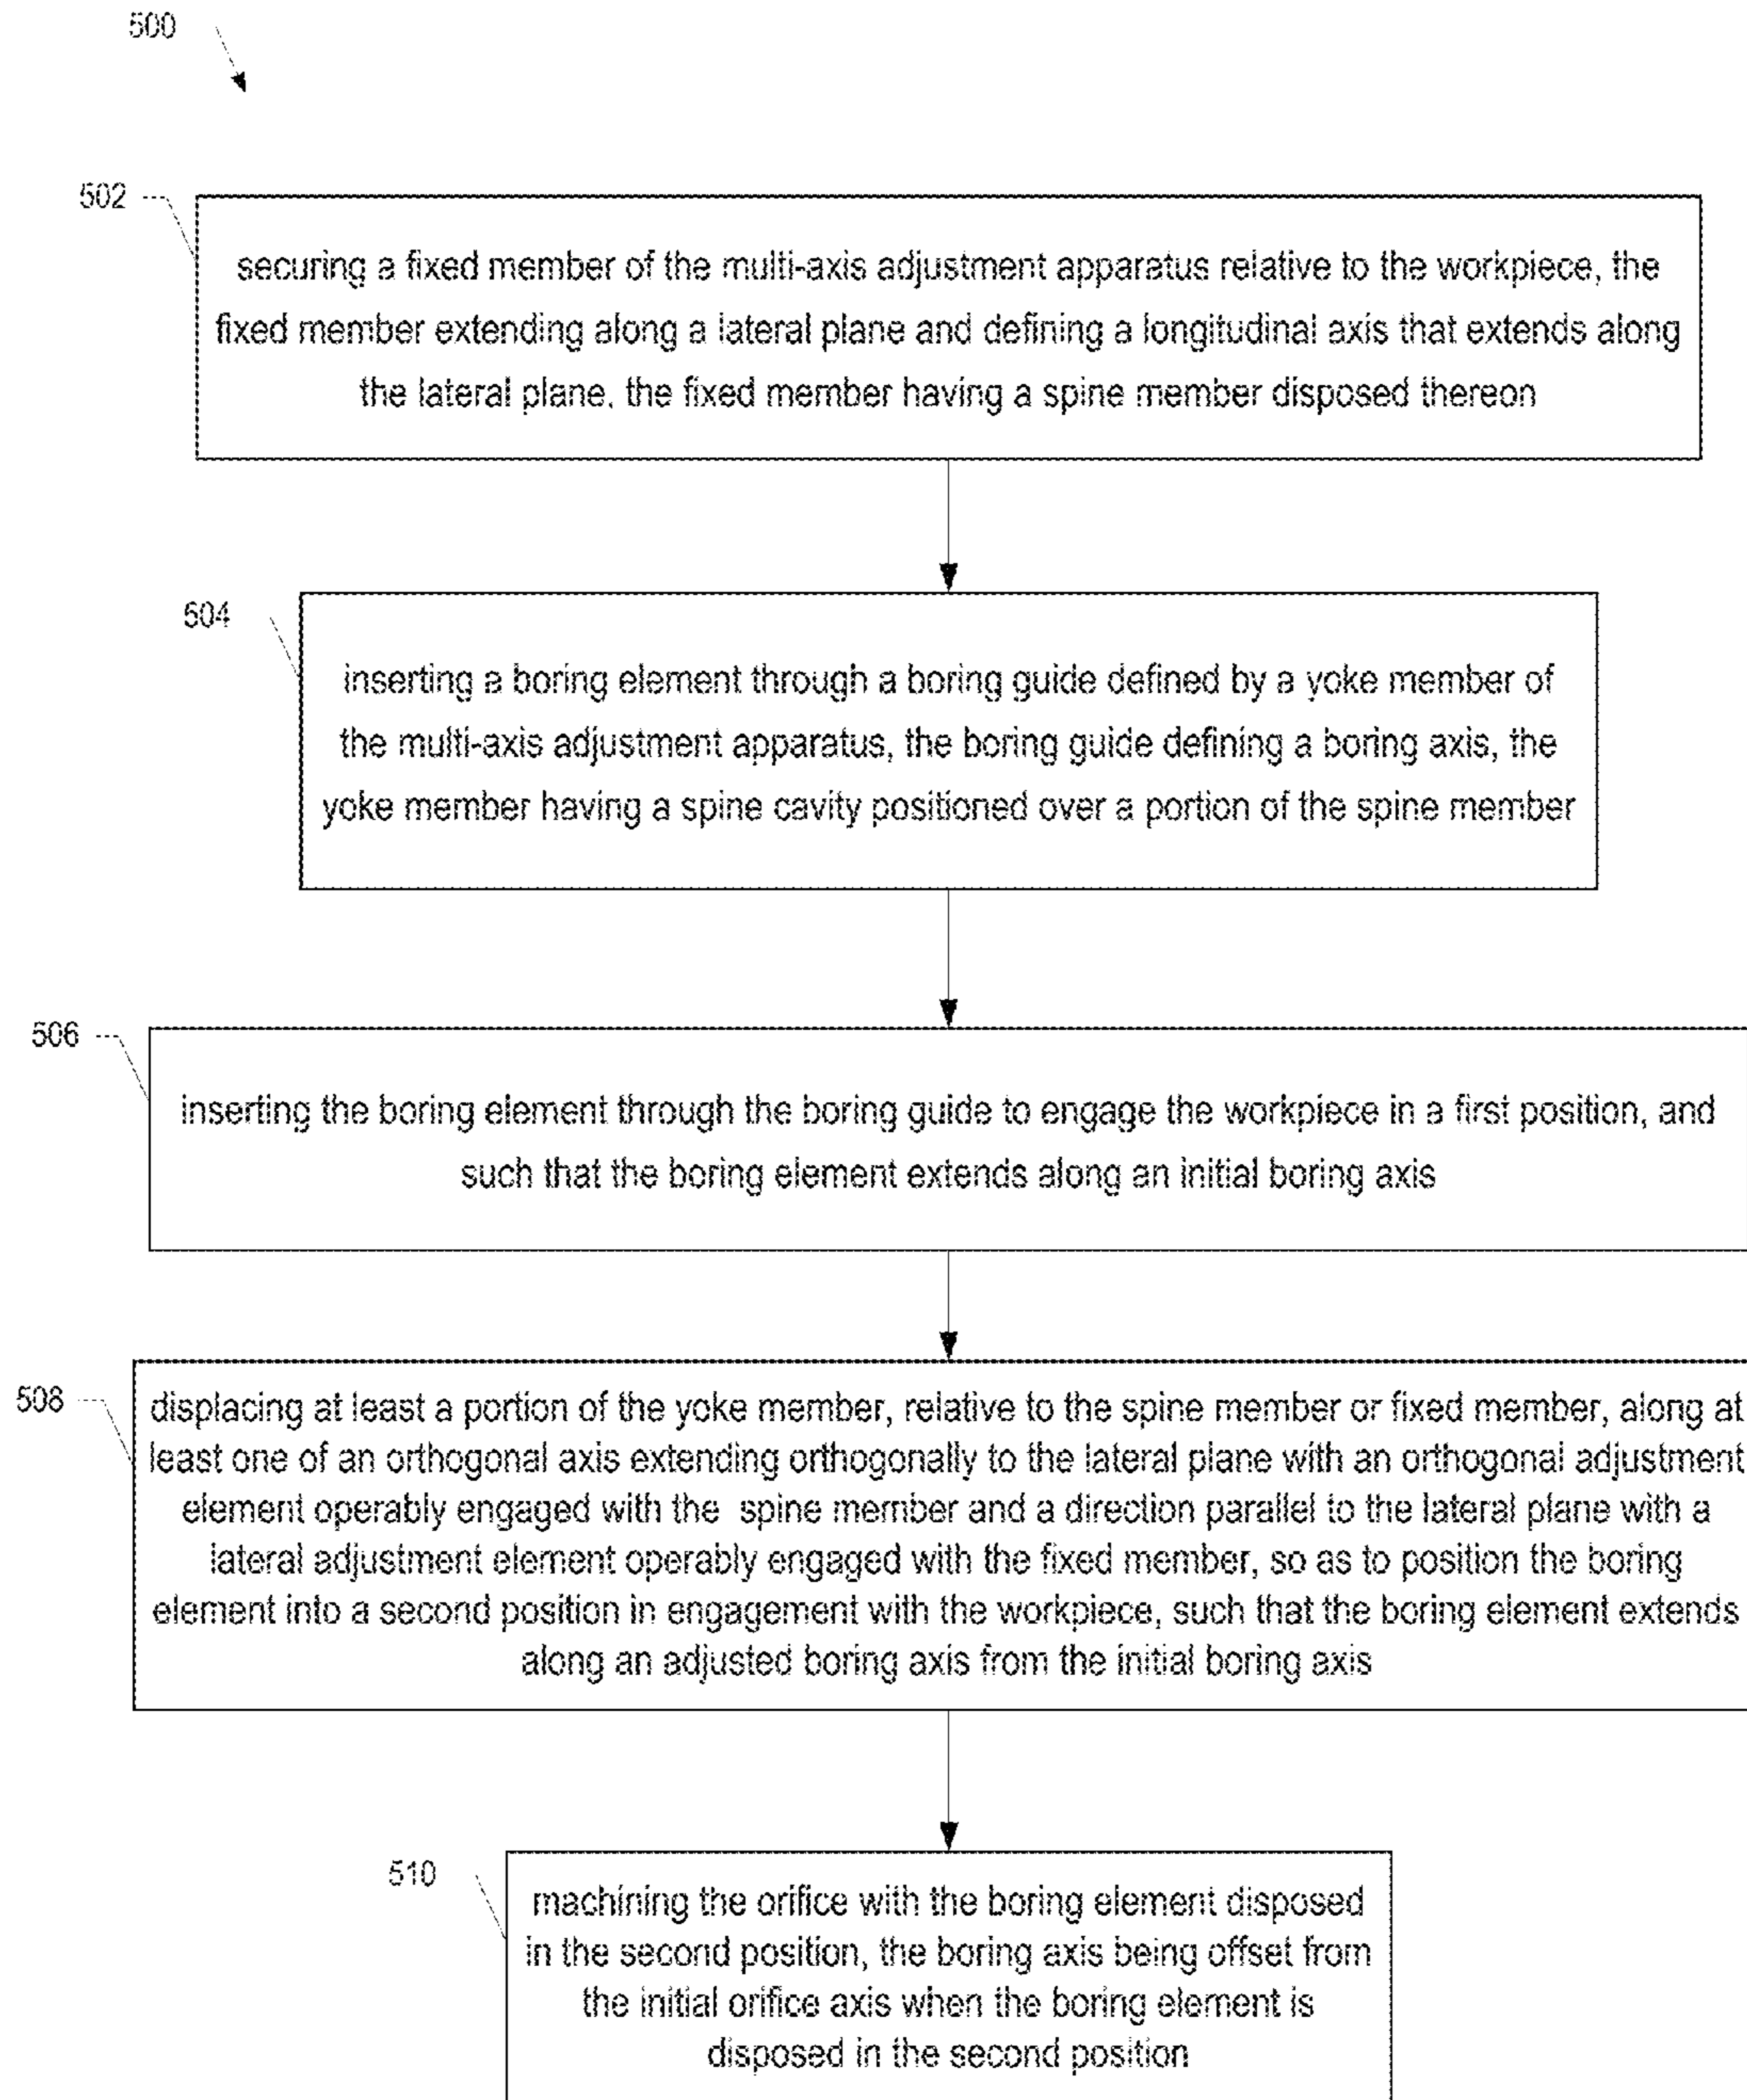 500
502
securing a fixed member of the multi-axis adjustment apparatus relative to the workpiece, the
fixed member extending along a lateral plane and defining a longitudinal axis that extends along
the lateral plane, the fixed member having a spine member disposed thereon
504
inserting a boring element through a boring guide defined by a yoke member of
the multi-axis adjustment apparatus, the boring guide defining a boring axis, the
yoke member having a spine cavity positioned over a portion of the spine member
506
inserting the boring element through the boring guide to engage the workpiece in a first position, and
such that the boring element extends along an initial boring axis
508
displacing at least a portion of the yoke member, relative to the spine member or fixed member, along at
least one of an orthogonal axis extending orthogonally to the lateral plane with an orthogonal adjustment
element operably engaged with the spine member and a direction parallel to the lateral plane with a
lateral adjustment element operably engaged with the fixed member, so as to position the boring
element into a second position in engagement with the workpiece, such that the boring element extends
along an adjusted boring axis from the initial boring axis
510
machining the orifice with the boring element disposed
in the second position, the boring axis being offset from
the initial orifice axis when the boring element is
disposed in the second position